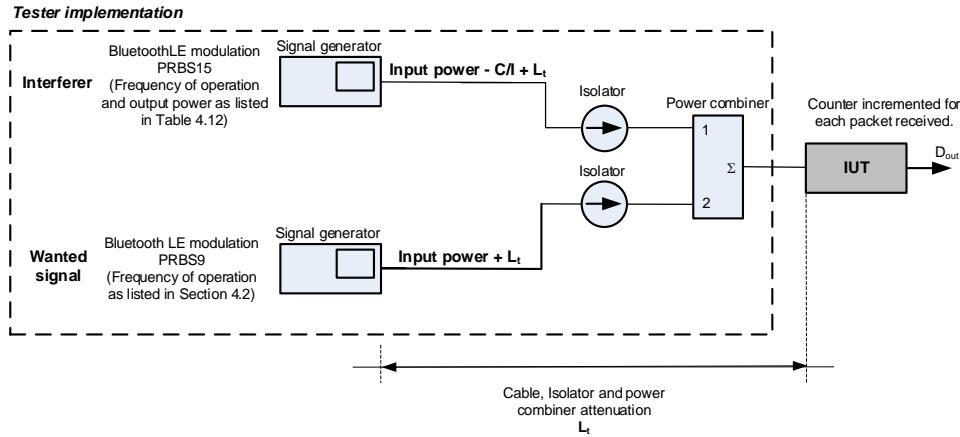 Tester implementation
Interferer
BluetoothLE modulation
PRBS15
(Frequency of operation
and output power as listed
in Table 4.12)
Signal generator
Input power - C/I + Lt
Isolator
Power combiner
1
Σ
2
Counter incremented for
each packet received.
IUT
Dout
Isolator
Wanted
signal
Bluetooth LE modulation
PRBS9
(Frequency of operation
as listed in Section 4.2)
Signal generator
Input power + Lt
Cable, Isolator and power
combiner attenuation
Lt